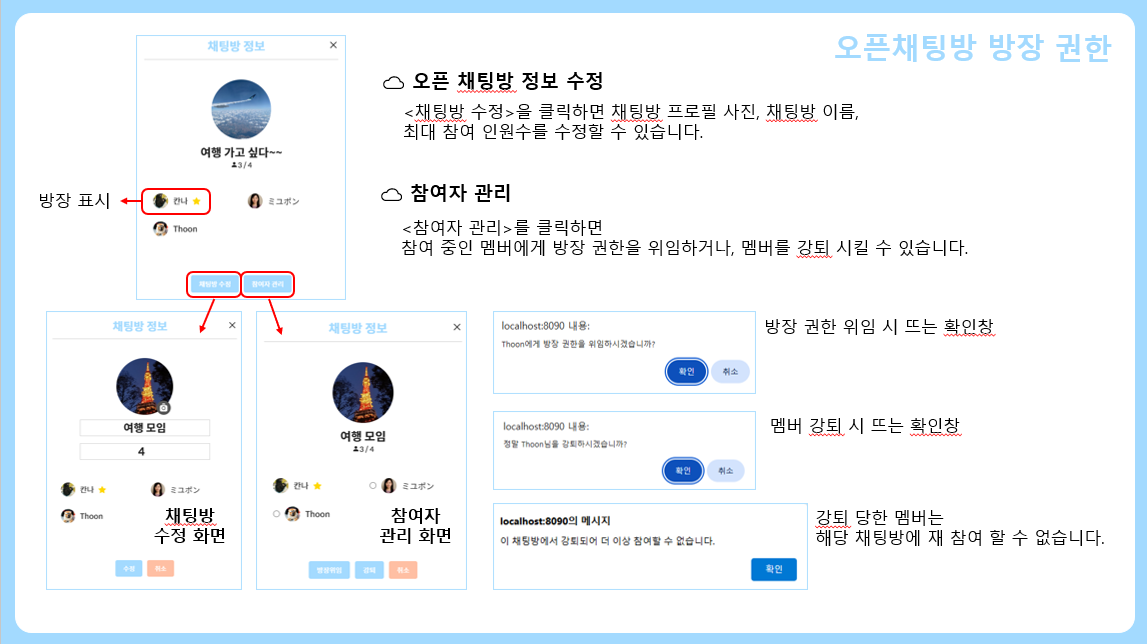 오픈채팅방 방장 권한
채팅방 정보
×
여행 가고 싶다~~
3 / 4
방장 표시
칸나
ミユポン
Thoon
채팅방 수정
참여자 관리
오픈 채팅방 정보 수정
<채팅방 수정>을 클릭하면 채팅방 프로필 사진, 채팅방 이름,
최대 참여 인원수를 수정할 수 있습니다.
참여자 관리
<참여자 관리>를 클릭하면
참여 중인 멤버에게 방장 권한을 위임하거나, 멤버를 강퇴 시킬 수 있습니다.
채팅방 정보
×
여행 모임
4
칸나
ミユポン
Thoon
채팅방
수정 화면
수정
취소
채팅방 정보
×
여행 모임
3 / 4
칸나
ミユポン
Thoon
참여자
관리 화면
방장위임
강퇴
취소
localhost:8090 내용:
Thoon에게 방장 권한을 위임하시겠습니까?
확인
취소
방장 권한 위임 시 뜨는 확인창
localhost:8090 내용:
정말 Thoon님을 강퇴하시겠습니까?
확인
취소
멤버 강퇴 시 뜨는 확인창
localhost:8090의 메시지
이 채팅방에서 강퇴되어 더 이상 참여할 수 없습니다.
확인
강퇴 당한 멤버는
해당 채팅방에 재 참여 할 수 없습니다.